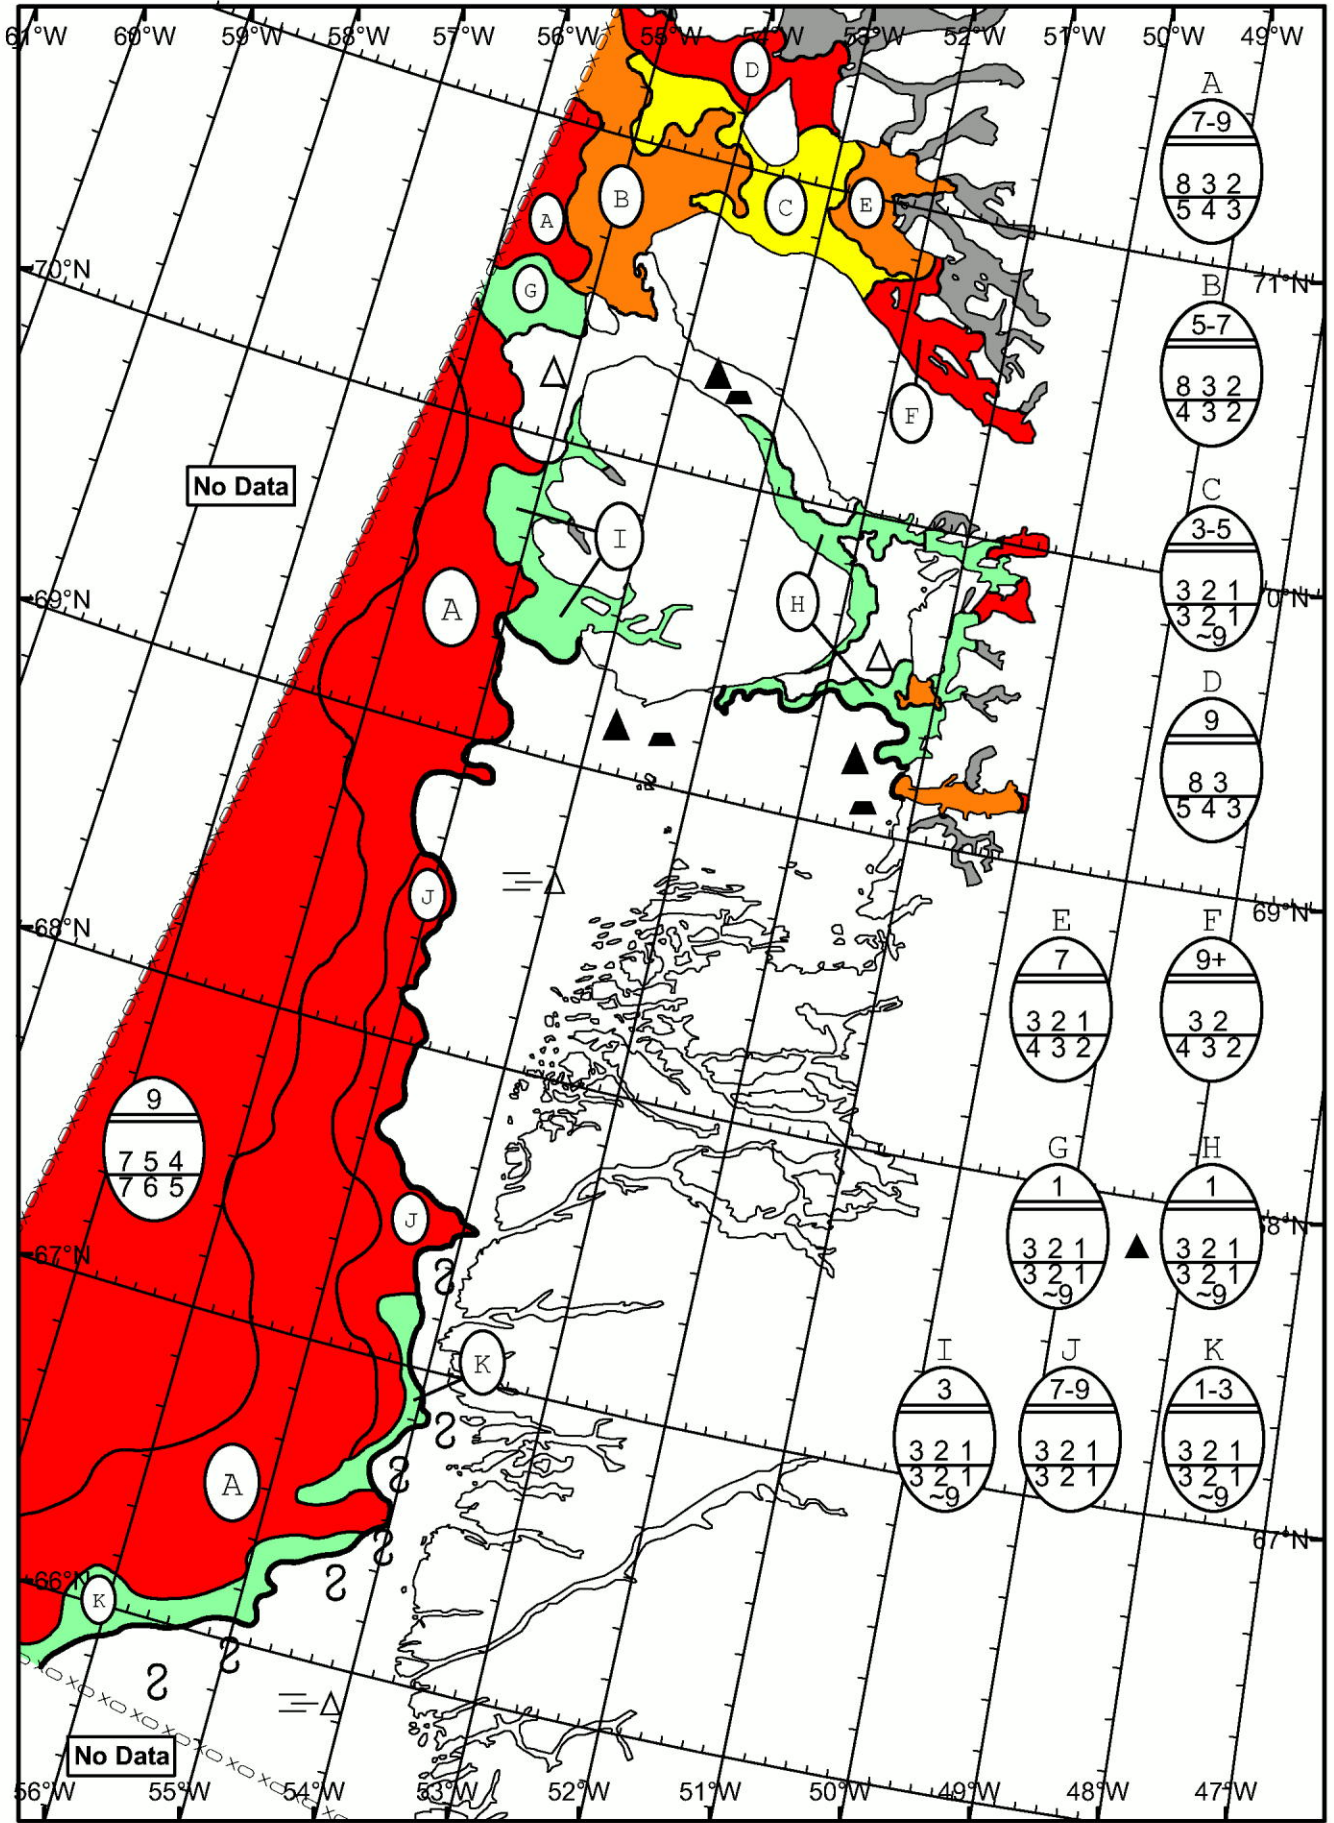 61°W 60°W 59°W 58°W 57°W 56°W 55°W 54°W 53°W 52°W 51°W 50°W 49°W
D
A
7-9
8 3 2
5 4 3
B
C
E
A
70°N
G
71°N
B
5-7
8 3 2
4 3 2
F
No Data
C
3-5
3 2 1
3 2 1
~9
I
69°N
A
H
0°N
D
9
8 3
5 4 3
J
68°N
69°N
E
7
3 2 1
4 3 2
F
9+
3 2
4 3 2
9
7 5 4
7 6 5
J
G
1
3 2 1
3 2 1
~9
H
1
3 2 1
3 2 1
~9
8°N
67°N
K
I
3
3 2 1
3 2 1
~9
J
7-9
3 2 1
3 2 1
K
1-3
3 2 1
3 2 1
~9
A
67°N
66°N
K
No Data
56°W 55°W 54°W 53°W 52°W 51°W 50°W 49°W 48°W 47°W